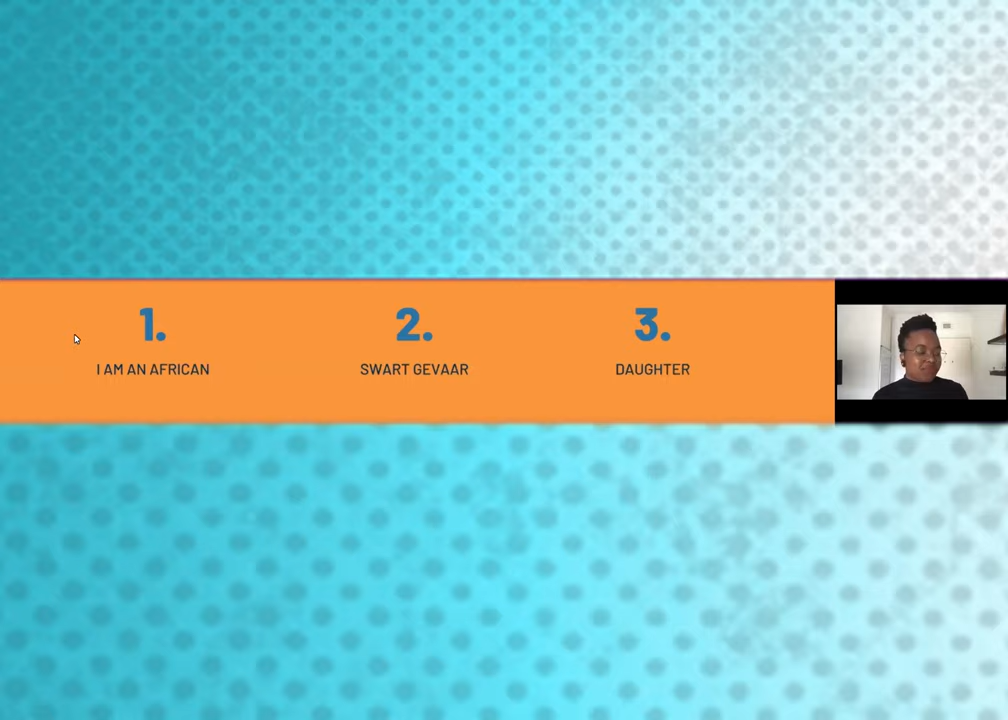 1.
I AM AN AFRICAN
2.
SWART GEVAAR
3.
DAUGHTER